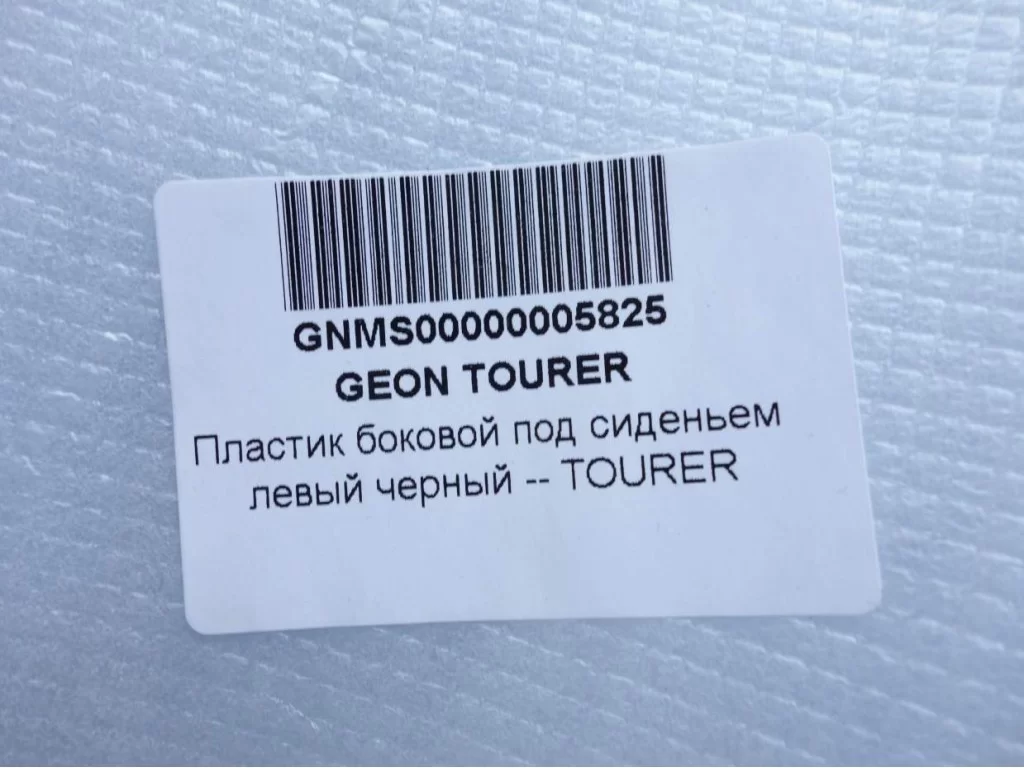 GNMS00000005825
GEON TOURER
Пластик боковой под сиденьем
левый черный -- TOURER